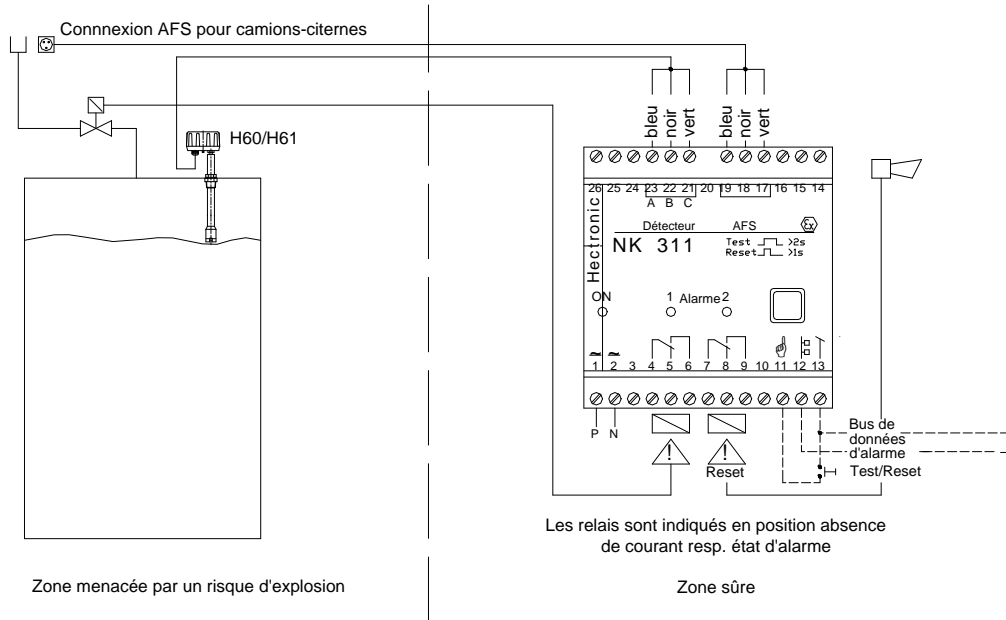 Connnexion AFS pour camions-citernes
H60/H61
bleu
noir
vert
bleu
noir
vert
26 25 24 23 22 21 20 19 18 17 16 15 14
A B C
Hectronic
Détecteur AFS
Ex
NK 311
Test >2s
Reset >1s
ON
1 Alarme 2
1 2 3 4 5 6 7 8 9 10 11 12 13
P N
!
!
Reset
Bus de
données
d'alarme
Test/Reset
Les relais sont indiqués en position absence
de courant resp. état d'alarme
Zone menacée par un risque d'explosion
Zone sûre